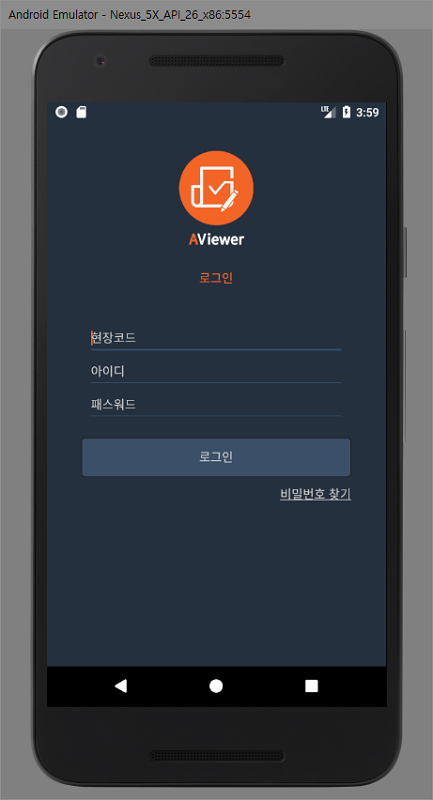 Android Emulator - Nexus_5X_API_26_x86:5554
LTE 3:59
AViewer
로그인
현장코드
아이디
패스워드
로그인
비밀번호 찾기